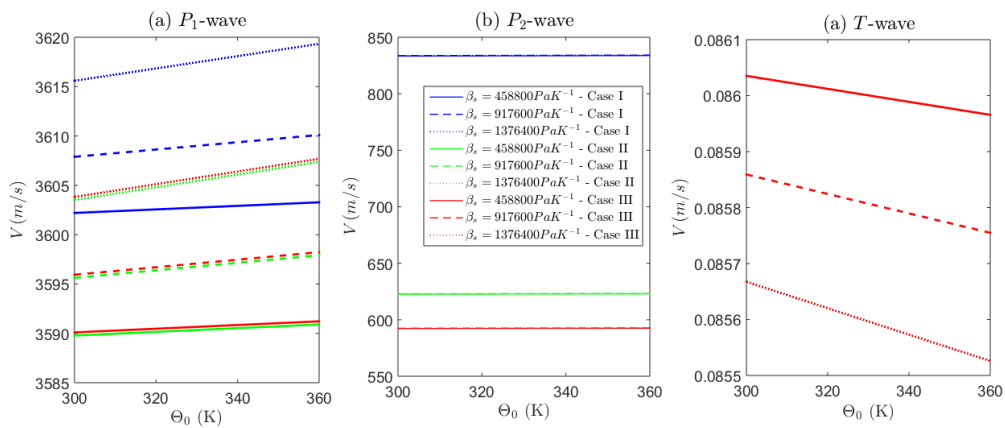 (a) P₁-wave
3620
3615
3610
3605
3600
3595
3590
3585
V (m/s)
300
320
340
360
Θ₀ (K)
(b) P₂-wave
850
800
750
700
650
600
550
V (m/s)
βₛ = 458800PaK⁻¹ - Case I
βₛ = 917600PaK⁻¹ - Case I
βₛ = 1376400PaK⁻¹ - Case I
βₛ = 458800PaK⁻¹ - Case II
βₛ = 917600PaK⁻¹ - Case II
βₛ = 1376400PaK⁻¹ - Case II
βₛ = 458800PaK⁻¹ - Case III
βₛ = 917600PaK⁻¹ - Case III
βₛ = 1376400PaK⁻¹ - Case III
300
320
340
360
Θ₀ (K)
(a) T-wave
0.0861
0.086
0.0859
0.0858
0.0857
0.0856
0.0855
V (m/s)
300
320
340
360
Θ₀ (K)